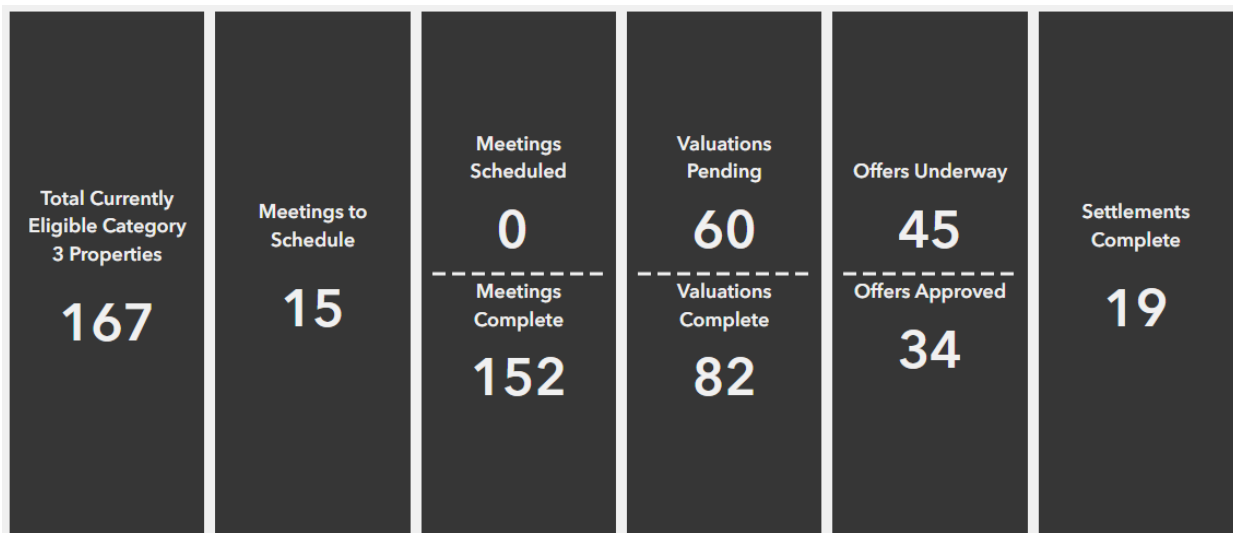 Total Currently
Eligible Category
3 Properties
167
Meetings to
Schedule
15
Meetings
Scheduled
0
Meetings
Complete
152
Valuations
Pending
60
Valuations
Complete
82
Offers Underway
45
Offers Approved
34
Settlements
Complete
19